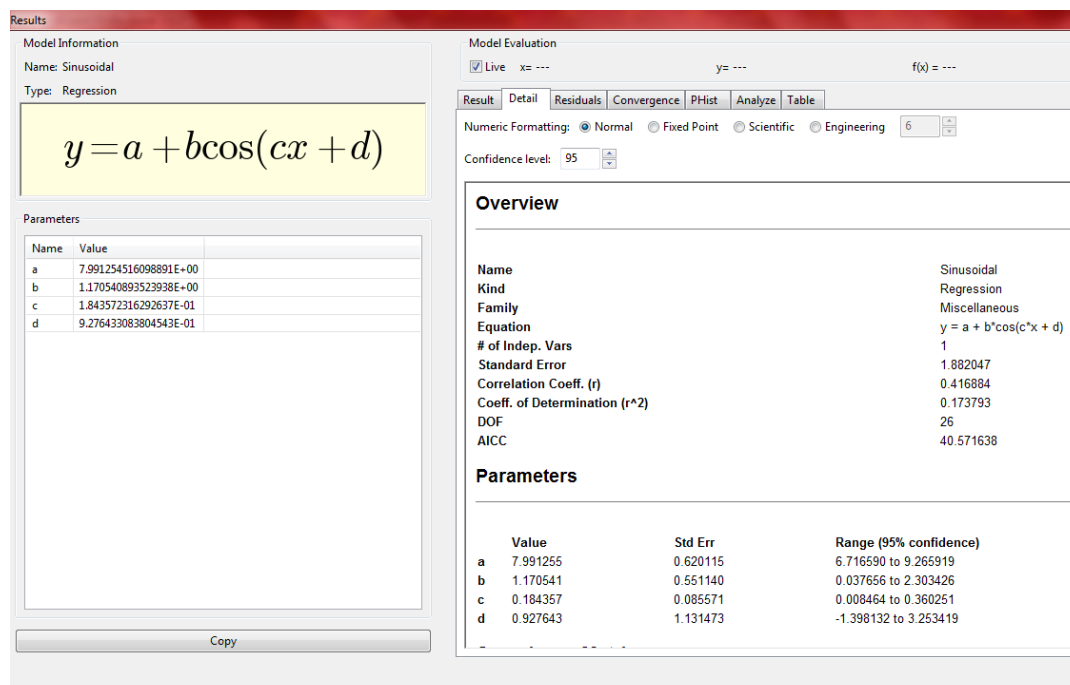 Results
Model Information
Name: Sinusoidal
Type: Regression
y=a+bcos(cx+d)
Parameters
Name Value
a 7.991254516098891E+00
b 1.170540893523938E+00
c 1.843572316292637E-01
d 9.276433083804543E-01
Copy
Model Evaluation
Live x= --- y= --- f(x) = ---
Result Detail Residuals Convergence PHist Analyze Table
Numeric Formatting: Normal Fixed Point Scientific Engineering 6
Confidence level: 95
Overview
Name Sinusoidal
Kind Regression
Family Miscellaneous
Equation y = a + b*cos(c*x + d)
# of Indep. Vars 1
Standard Error 1.882047
Correlation Coeff. (r) 0.416884
Coeff. of Determination (r^2) 0.173793
DOF 26
AICC 40.571638
Parameters
Value Std Err Range (95% confidence)
a 7.991255 0.620115 6.716590 to 9.265919
b 1.170541 0.551140 0.037656 to 2.303426
c 0.184357 0.085571 0.008464 to 0.360251
d 0.927643 1.131473 -1.398132 to 3.253419